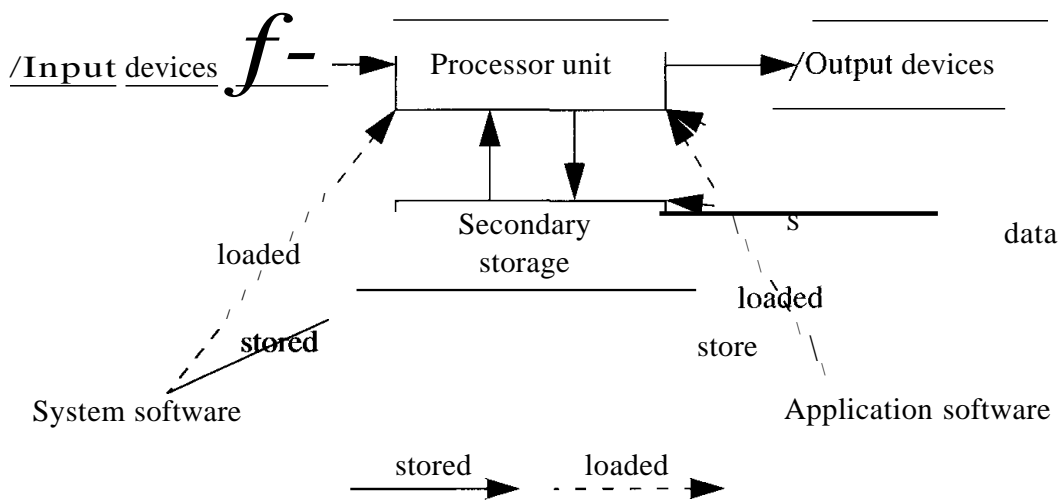 /Input devices f- Processor unit /Output devices
Secondary
storage
s
data
loaded
loaded
stored
store
System software
Application software
stored loaded